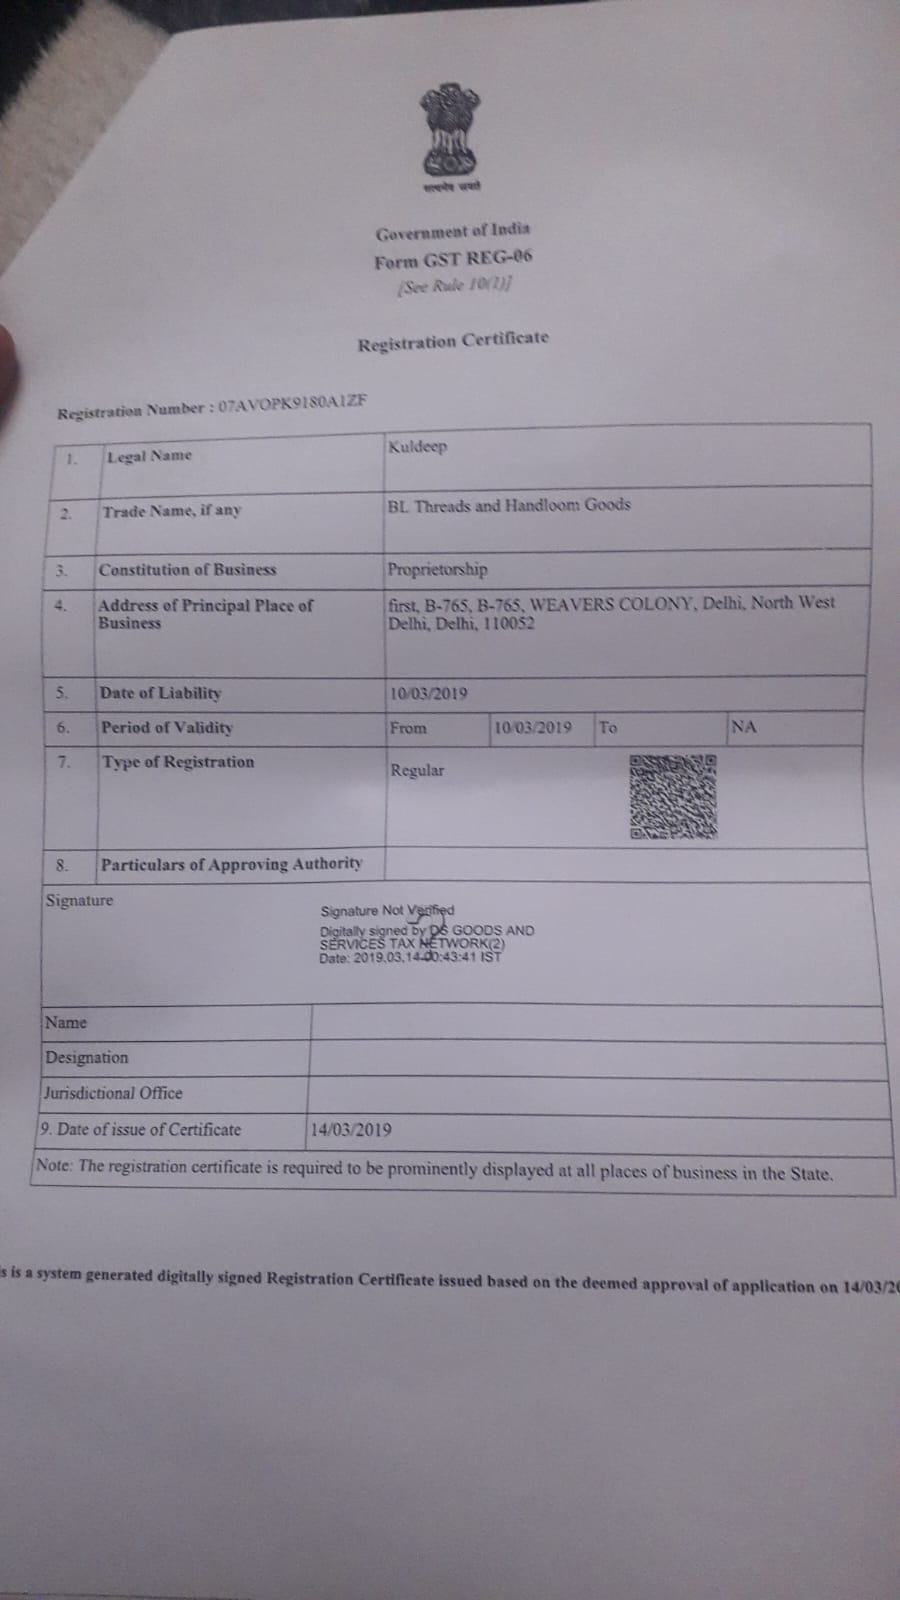 सत्यमेव जयते
Government of India
Form GST REG-06
[See Rule 10(1)]
Registration Certificate
Registration Number : 07AVOPK9180A1ZF
1. Legal Name Kuldeep
2. Trade Name, if any BL Threads and Handloom Goods
3. Constitution of Business Proprietorship
4. Address of Principal Place of first, B-765, B-765, WEAVERS COLONY, Delhi, North West
Business Delhi, Delhi, 110052
5. Date of Liability 10/03/2019
6. Period of Validity From 10/03/2019 To NA
7. Type of Registration Regular
8. Particulars of Approving Authority
Signature
Signature Not Verified
Digitally signed by DS GOODS AND
SERVICES TAX NETWORK(2)
Date: 2019.03.14 00:43:41 IST
Name
Designation
Jurisdictional Office
9. Date of issue of Certificate 14/03/2019
Note: The registration certificate is required to be prominently displayed at all places of business in the State.
s is a system generated digitally signed Registration Certificate issued based on the deemed approval of application on 14/03/20